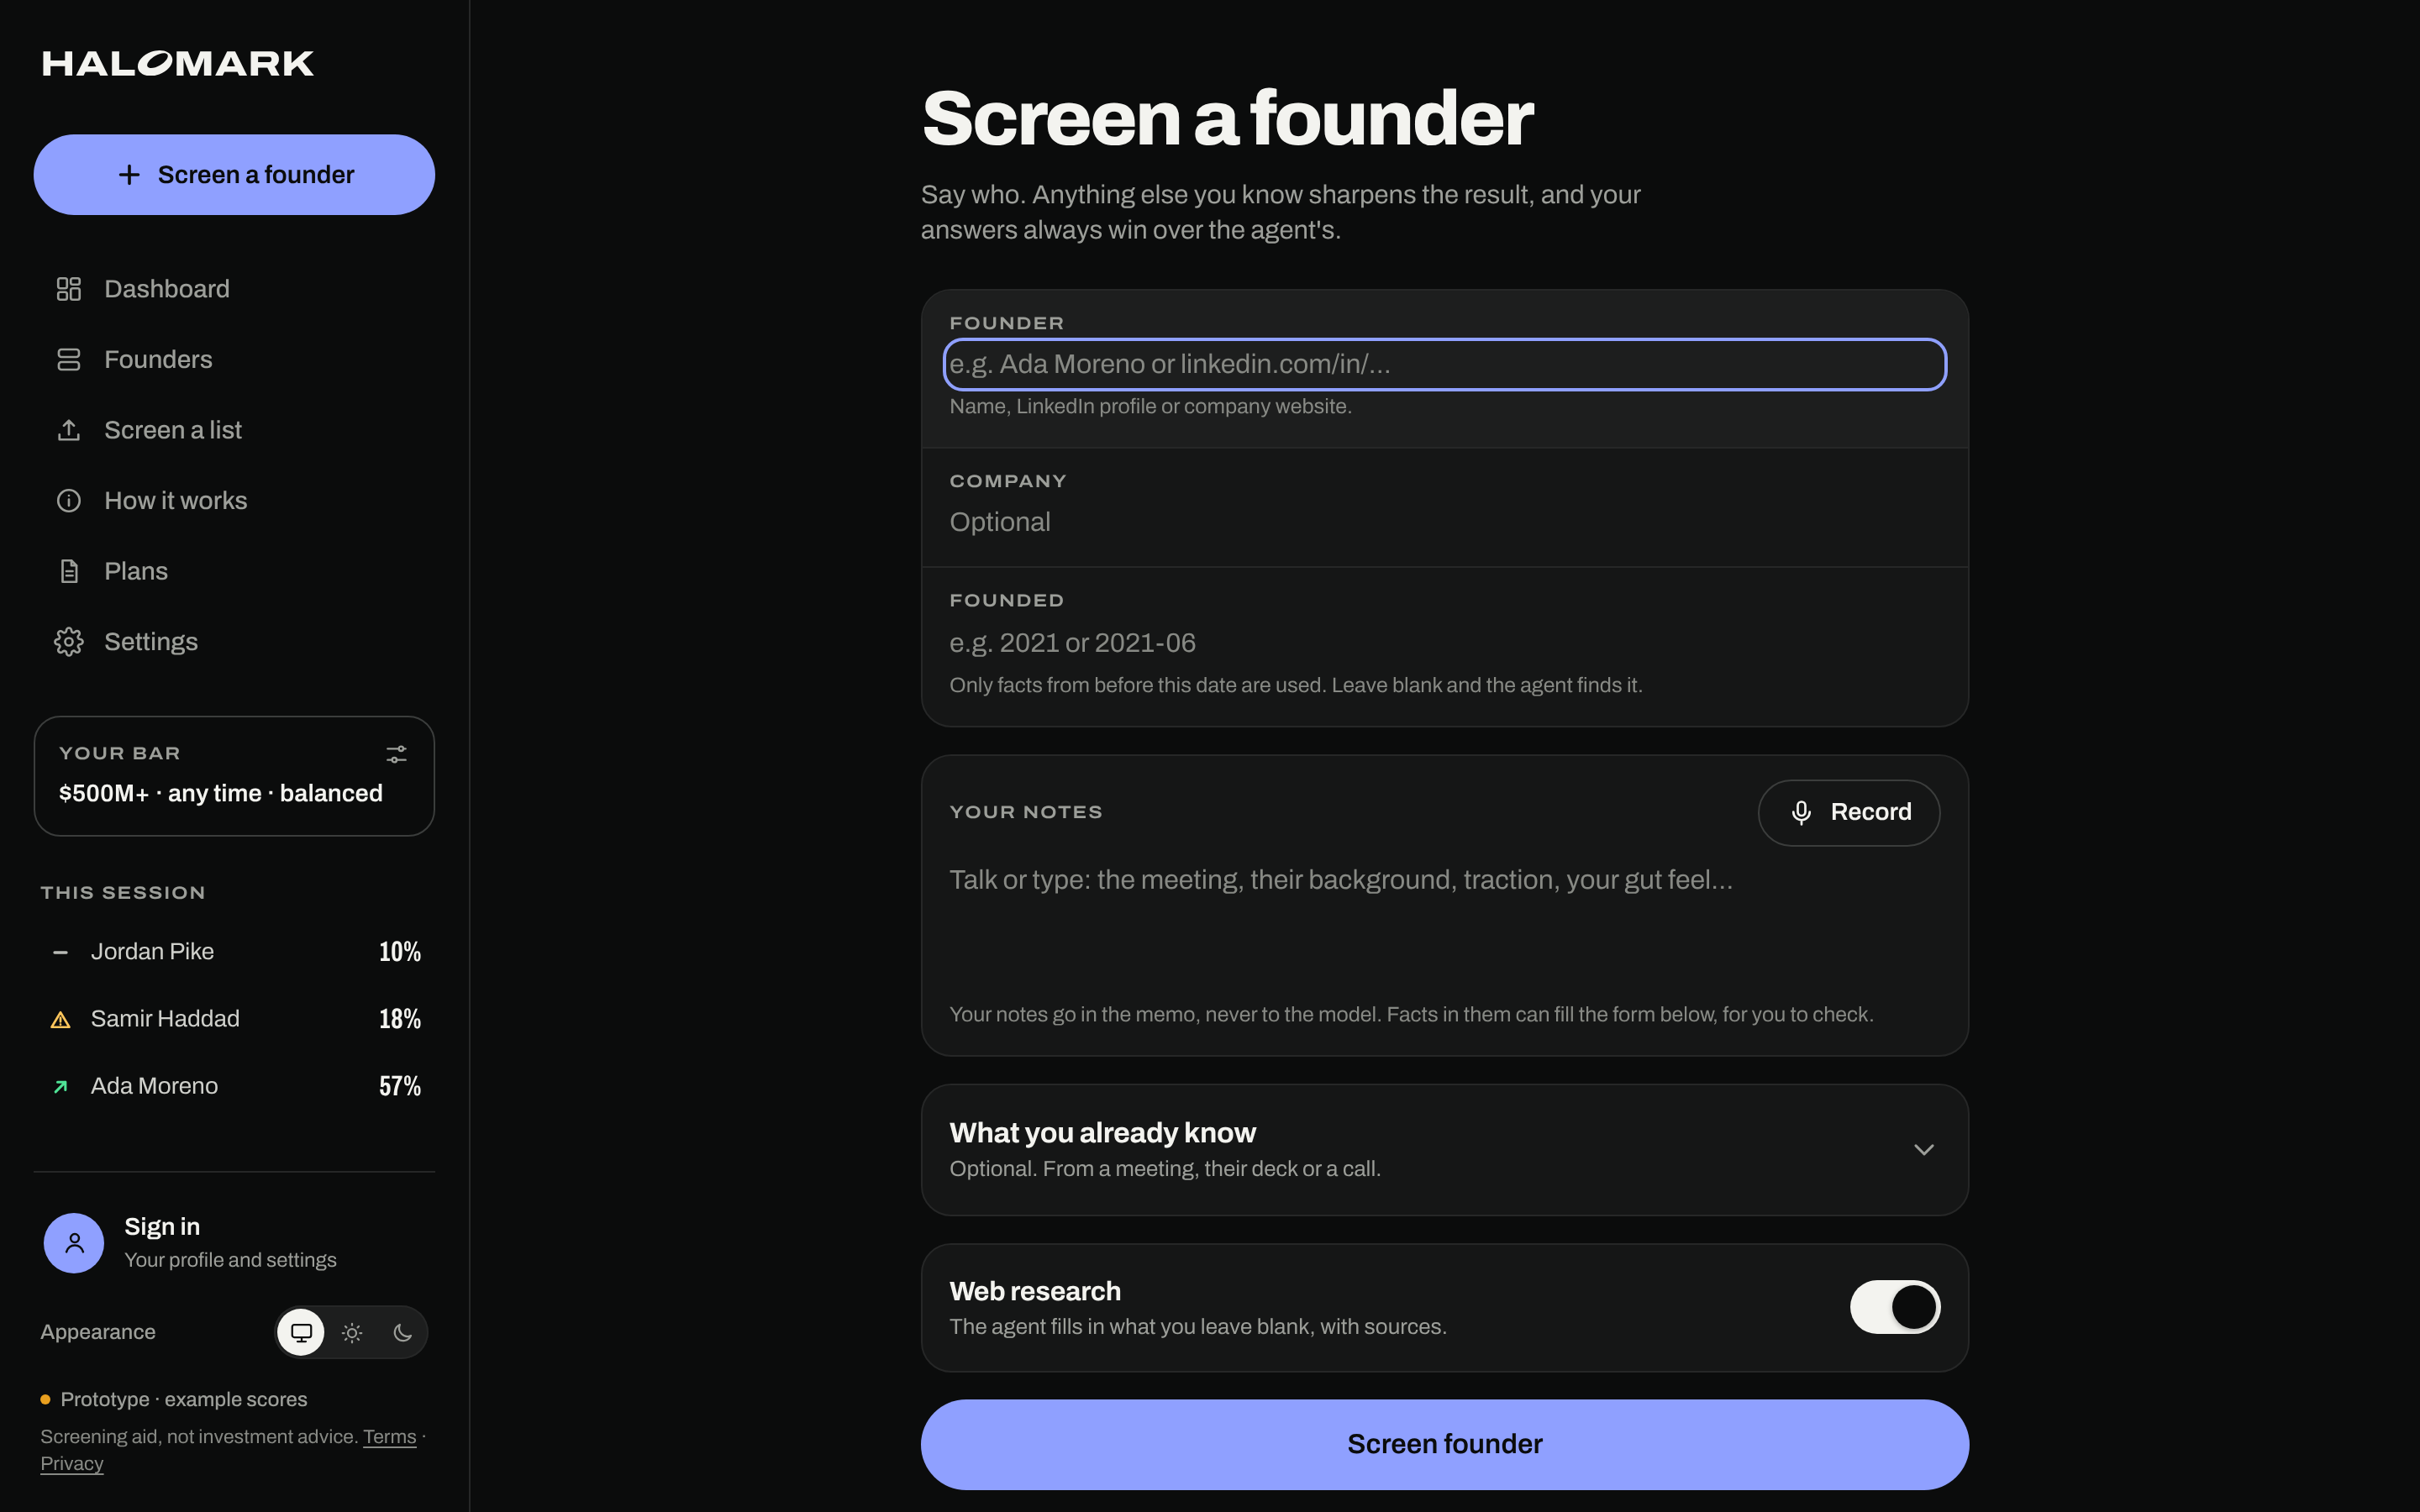 HALOMARK
Screen a founder
Dashboard
Founders
Screen a list
How it works
Plans
Settings
YOUR BAR
$500M+ · any time · balanced
THIS SESSION
Jordan Pike 10%
Samir Haddad 18%
Ada Moreno 57%
Sign in
Your profile and settings
Appearance
Prototype · example scores
Screening aid, not investment advice. Terms ·
Privacy
Screen a founder
Say who. Anything else you know sharpens the result, and your
answers always win over the agent's.
FOUNDER
e.g. Ada Moreno or linkedin.com/in/...
Name, LinkedIn profile or company website.
COMPANY
Optional
FOUNDED
e.g. 2021 or 2021-06
Only facts from before this date are used. Leave blank and the agent finds it.
YOUR NOTES
Record
Talk or type: the meeting, their background, traction, your gut feel...
Your notes go in the memo, never to the model. Facts in them can fill the form below, for you to check.
What you already know
Optional. From a meeting, their deck or a call.
Web research
The agent fills in what you leave blank, with sources.
Screen founder